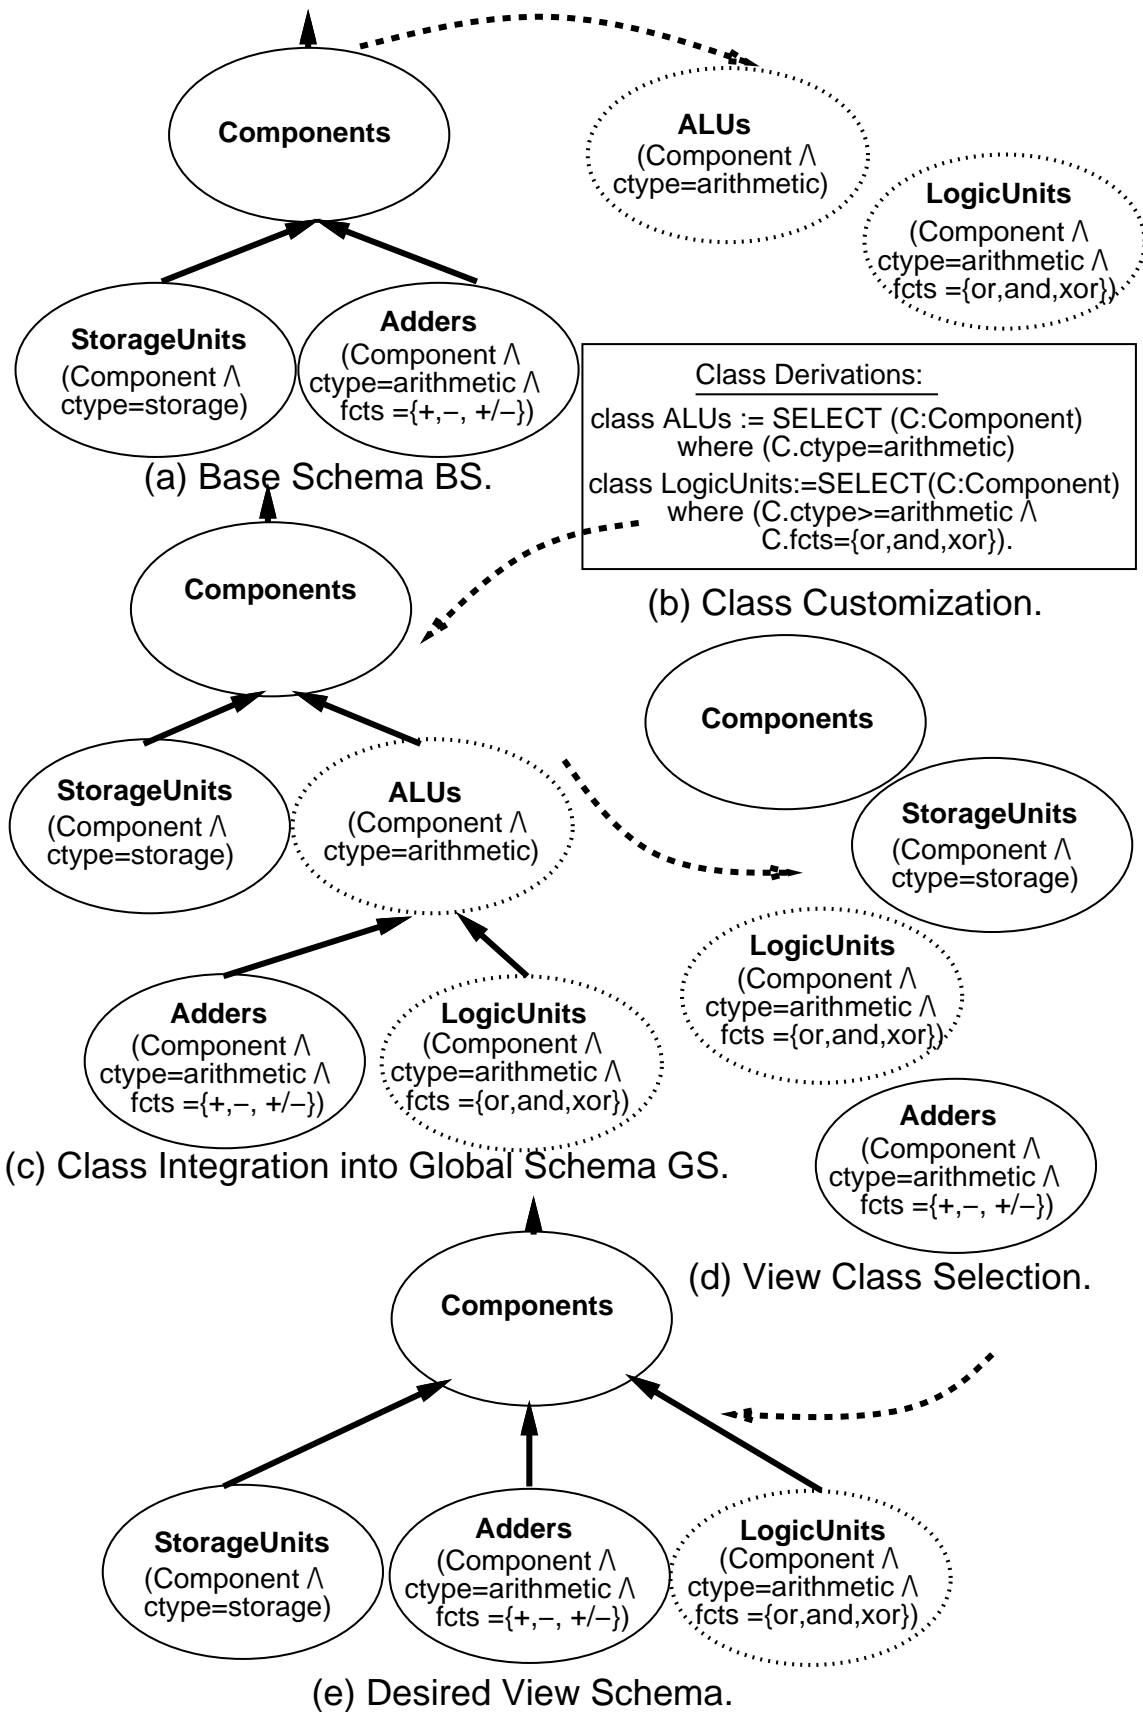 Components
StorageUnits
(Component /\
ctype=storage)
Adders
(Component /\
ctype=arithmetic /\
fcts ={+,−, +/−})
(a) Base Schema BS.
ALUs
(Component /\
ctype=arithmetic)
LogicUnits
(Component /\
ctype=arithmetic /\
fcts ={or,and,xor})
Class Derivations:
class ALUs := SELECT (C:Component)
where (C.ctype=arithmetic)
class LogicUnits:=SELECT(C:Component)
where (C.ctype>=arithmetic /\
C.fcts={or,and,xor}).
(b) Class Customization.
Components
StorageUnits
(Component /\
ctype=storage)
ALUs
(Component /\
ctype=arithmetic)
Adders
(Component /\
ctype=arithmetic /\
fcts ={+,−, +/−})
LogicUnits
(Component /\
ctype=arithmetic /\
fcts ={or,and,xor})
(c) Class Integration into Global Schema GS.
Components
StorageUnits
(Component /\
ctype=storage)
LogicUnits
(Component /\
ctype=arithmetic /\
fcts ={or,and,xor})
Adders
(Component /\
ctype=arithmetic /\
fcts ={+,−, +/−})
(d) View Class Selection.
Components
StorageUnits
(Component /\
ctype=storage)
Adders
(Component /\
ctype=arithmetic /\
fcts ={+,−, +/−})
LogicUnits
(Component /\
ctype=arithmetic /\
fcts ={or,and,xor})
(e) Desired View Schema.